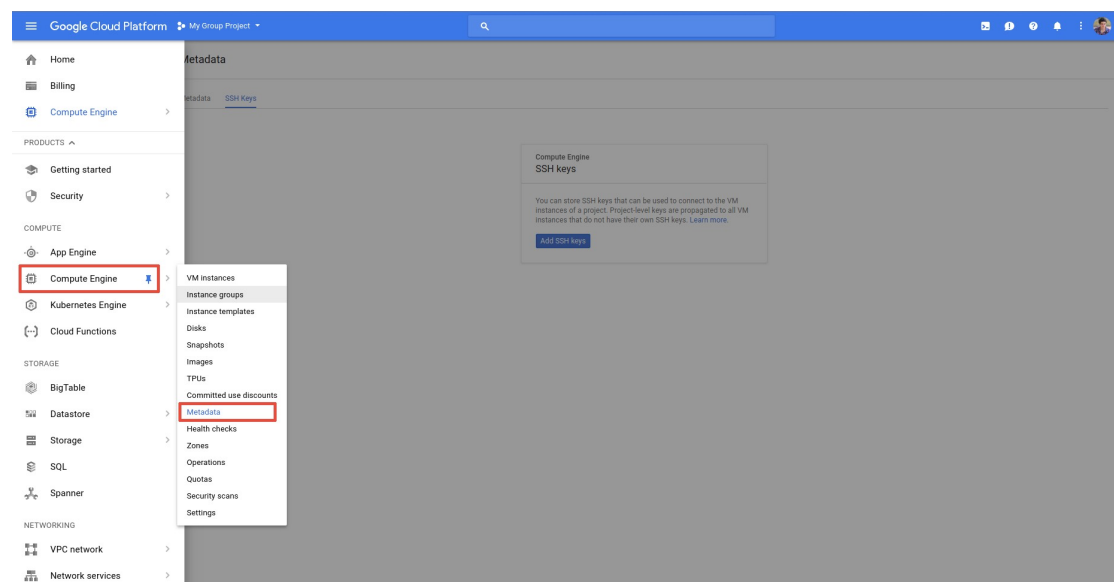 Google Cloud Platform My Group Project
Home
Billing
Compute Engine
PRODUCTS
Getting started
Security
COMPUTE
App Engine
Compute Engine
Kubernetes Engine
Cloud Functions
STORAGE
BigTable
Datastore
Storage
SQL
Spanner
NETWORKING
VPC network
Network services
VM instances
Instance groups
Instance templates
Disks
Snapshots
Images
TPUs
Committed use discounts
Metadata
Health checks
Zones
Operations
Quotas
Security scans
Settings
Metadata
Metadata SSH Keys
Compute Engine
SSH keys
You can store SSH keys that can be used to connect to the VM
instances of a project. Project-level keys are propagated to all VM
instances that do not have their own SSH keys. Learn more.
Add SSH keys